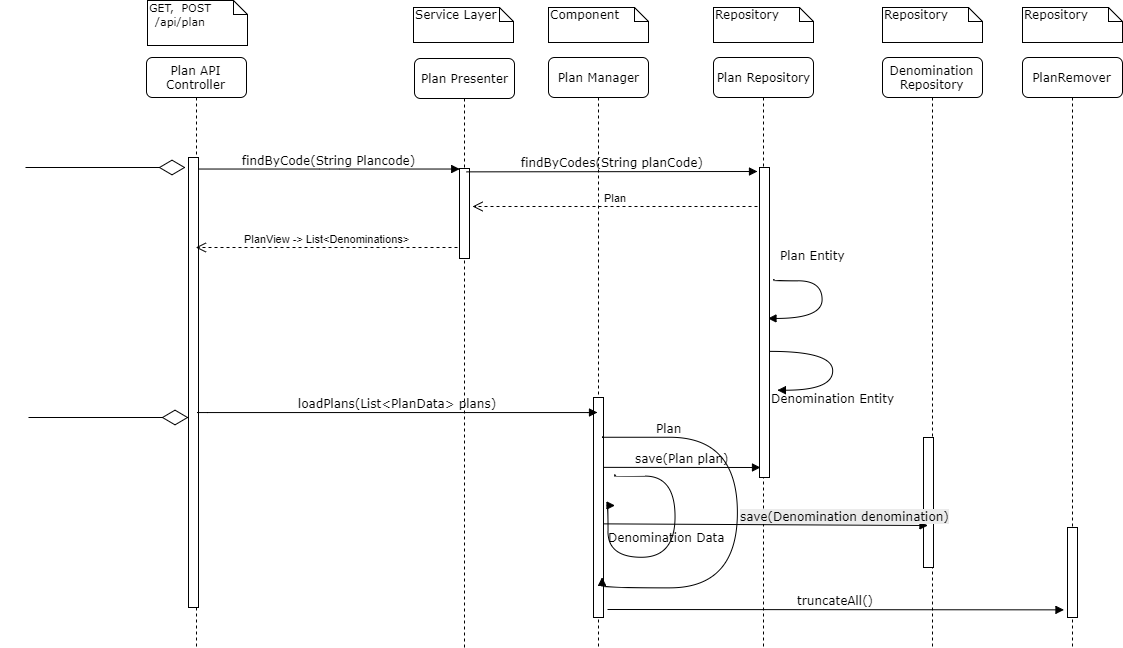 GET,  POST
/api/plan
Service Layer
Component
Repository
Repository
Repository
Plan API
Controller
Plan Presenter
Plan Manager
Plan Repository
Denomination
Repository
PlanRemover
findByCode(String Plancode)
findByCodes(String planCode)
Plan
PlanView -> List<Denominations>
Plan Entity
Denomination Entity
loadPlans(List<PlanData> plans)
Plan
save(Plan plan)
save(Denomination denomination)
Denomination Data
truncateAll()